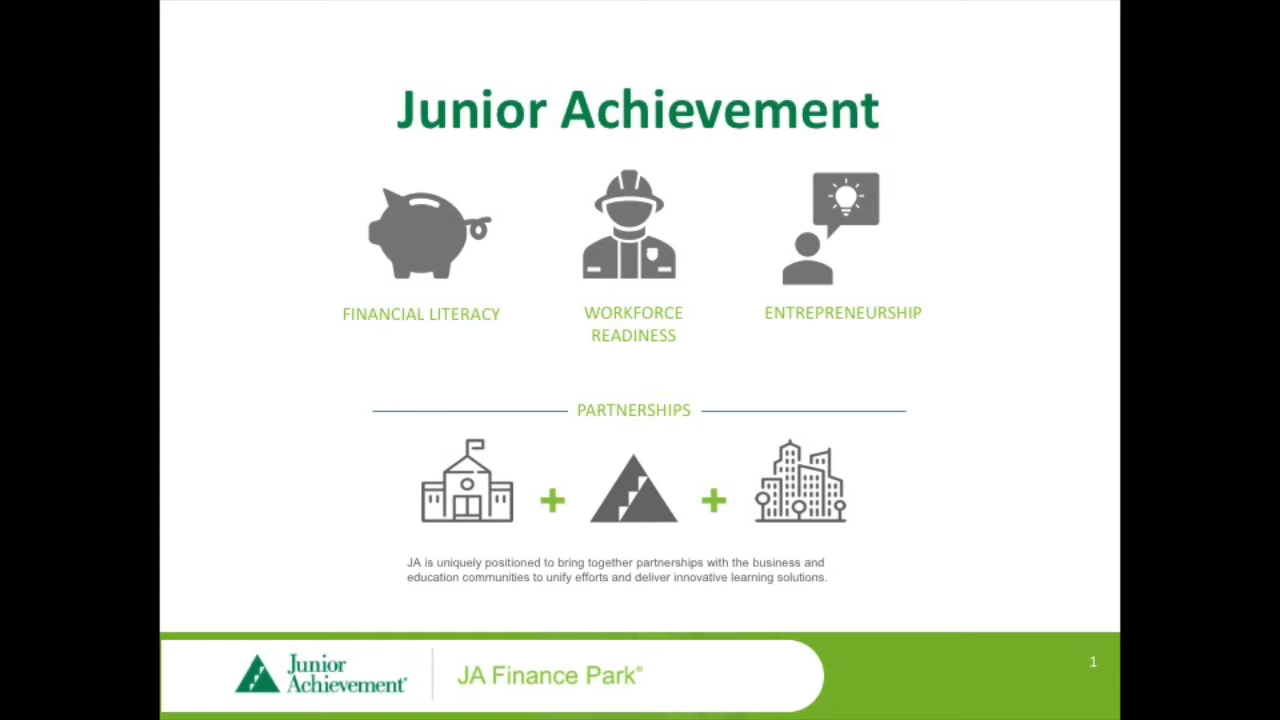 Junior Achievement
FINANCIAL LITERACY
WORKFORCE
READINESS
ENTREPRENEURSHIP
PARTNERSHIPS
JA is uniquely positioned to bring together partnerships with the business and
education communities to unify efforts and deliver innovative learning solutions.
Junior
Achievement®
JA Finance Park®
1